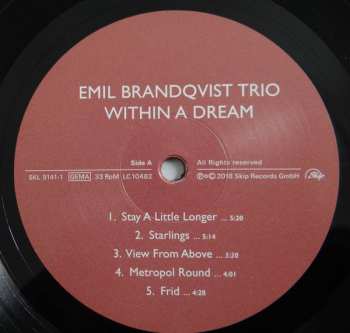 EMIL BRANDQVIST TRIO
WITHIN A DREAM
Side A All Rights reserved
SKL 9141-1 GEMA 33 RpM LC 10482 ℗© 2018 Skip Records GmbH Skip
1. Stay A Little Longer ... 5:20
2. Starlings ... 5:14
3. View From Above ... 3:20
4. Metropol Round ... 4:01
5. Frid ... 4:28